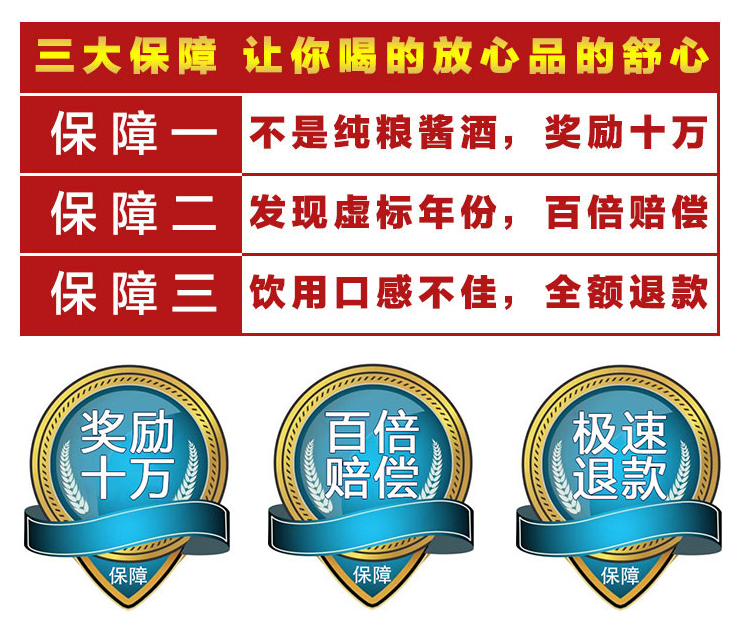 三大保障 让你喝的放心品的舒心
保障一 不是纯粮酱酒，奖励十万
保障二 发现虚标年份，百倍赔偿
保障三 饮用口感不佳，全额退款
奖励
十万
保障
百倍
赔偿
保障
极速
退款
保障